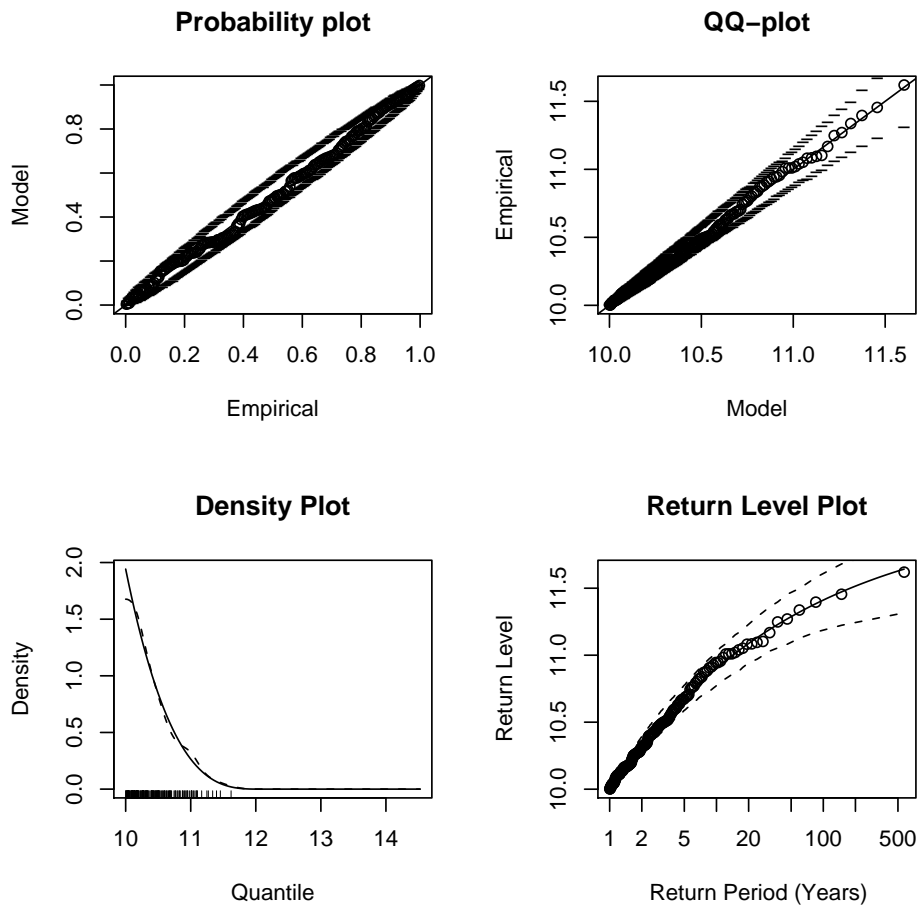 Probability plot
Model
0.0 0.4 0.8
0.0 0.2 0.4 0.6 0.8 1.0
Empirical
QQ−plot
Empirical
10.0 10.5 11.0 11.5
10.0 10.5 11.0 11.5
Model
Density Plot
Density
0.0 0.5 1.0 1.5 2.0
10 11 12 13 14
Quantile
Return Level Plot
Return Level
10.0 10.5 11.0 11.5
1 2 5 20 100 500
Return Period (Years)